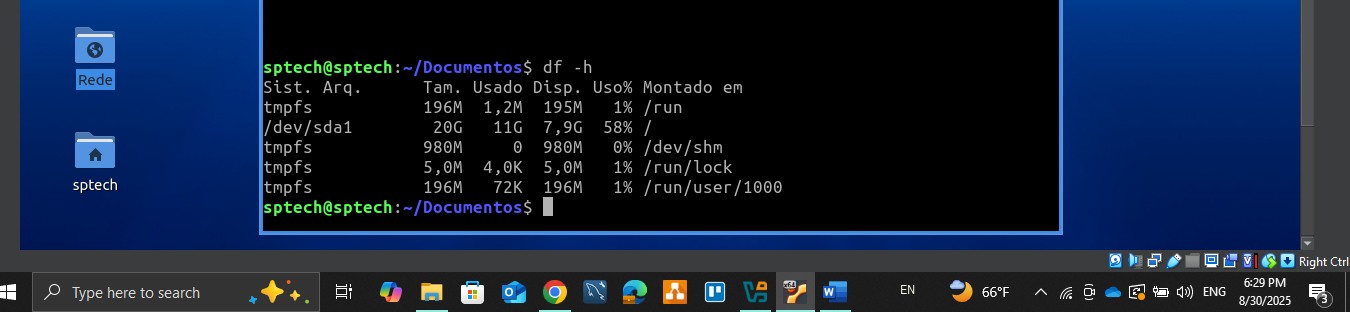 Rede
sptech
sptech@sptech:~/Documentos$ df -h
Sist. Arq. Tam. Usado Disp. Uso% Montado em
tmpfs 196M 1,2M 195M 1% /run
/dev/sda1 20G 11G 7,9G 58% /
tmpfs 980M 0 980M 0% /dev/shm
tmpfs 5,0M 4,0K 5,0M 1% /run/lock
tmpfs 196M 72K 196M 1% /run/user/1000
sptech@sptech:~/Documentos$
Right Ctrl
Type here to search
x64
W
EN
66°F
ENG
6:29 PM
8/30/2025
3